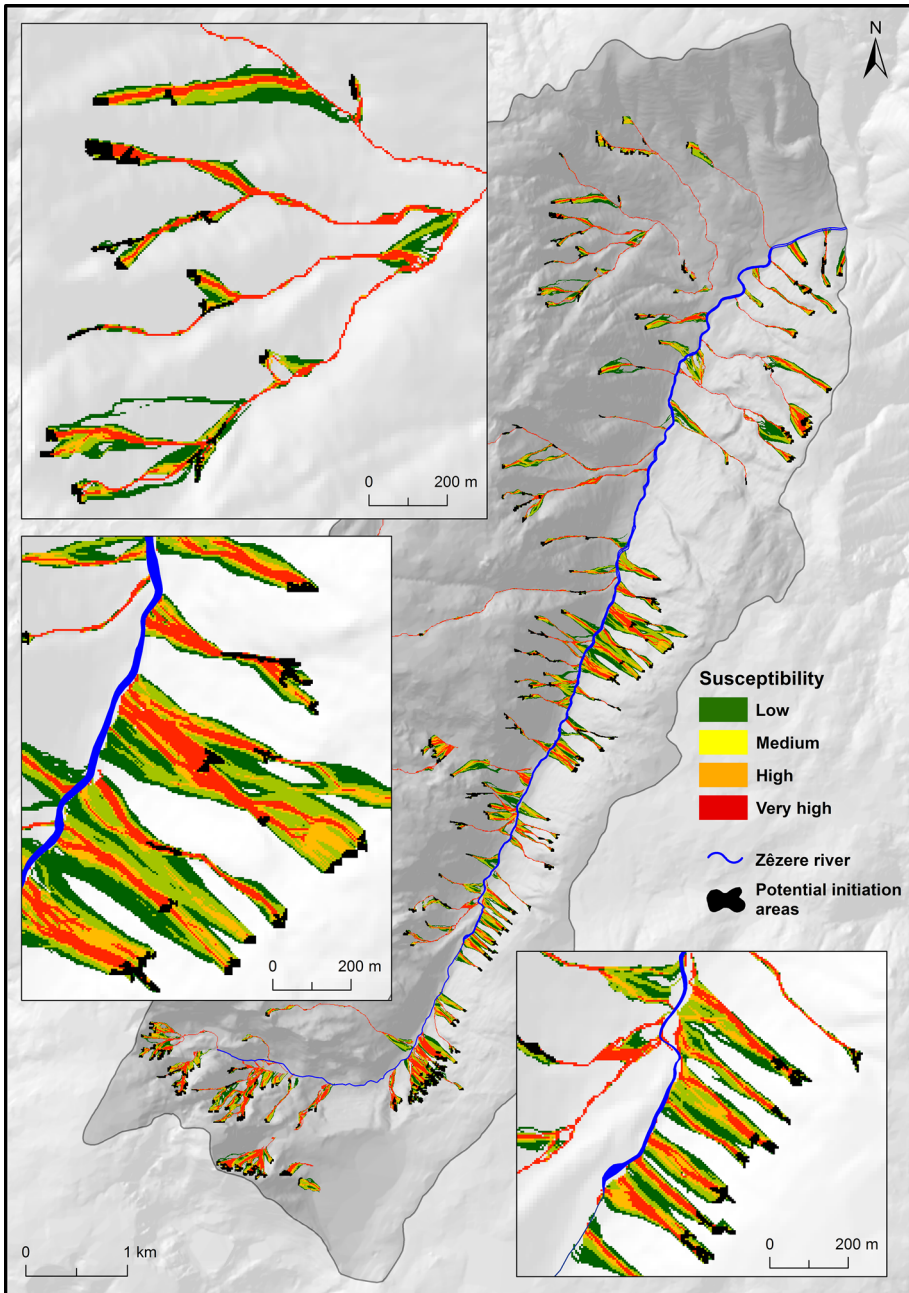 N
0 200 m
Susceptibility
Low
Medium
High
Very high
Zêzere river
Potential initiation
areas
0 200 m
0 1 km
0 200 m